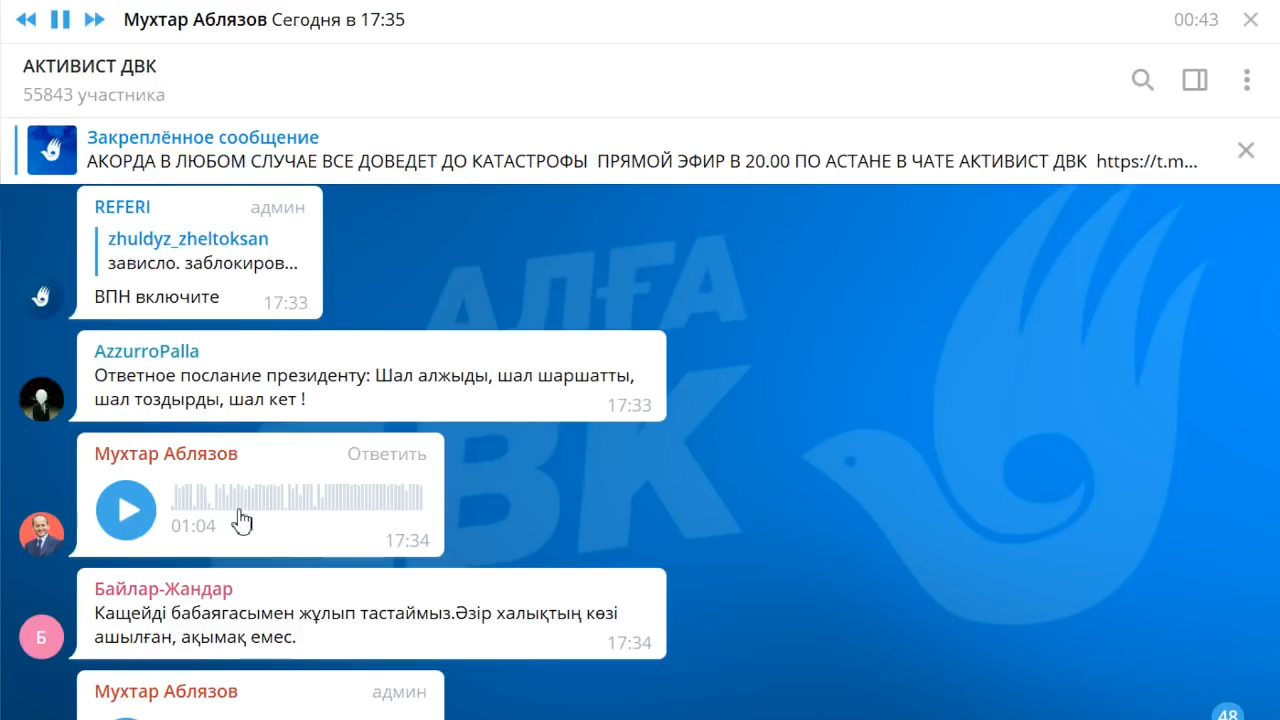 Мухтар Аблязов Сегодня в 17:35
00:43
АКТИВИСТ ДВК
55843 участника
Закреплённое сообщение
АКОРДА В ЛЮБОМ СЛУЧАЕ ВСЕ ДОВЕДЕТ ДО КАТАСТРОФЫ ПРЯМОЙ ЭФИР В 20.00 ПО АСТАНЕ В ЧАТЕ АКТИВИСТ ДВК https://t.m...
REFERI админ
zhuldyz_zheltoksan
зависло. заблокиров...
ВПН включите 17:33
АЛҒА
ДВК
AzzurroPalla
Ответное послание президенту: Шал алжыды, шал шаршатты,
шал тоздырды, шал кет !
17:33
Мухтар Аблязов Ответить
01:04
17:34
Байлар-Жандар
Кащейді бабаягасымен жұлып тастаймыз.Әзір халықтың көзі
ашылған, ақымақ емес.
17:34
Б
Мухтар Аблязов админ
48